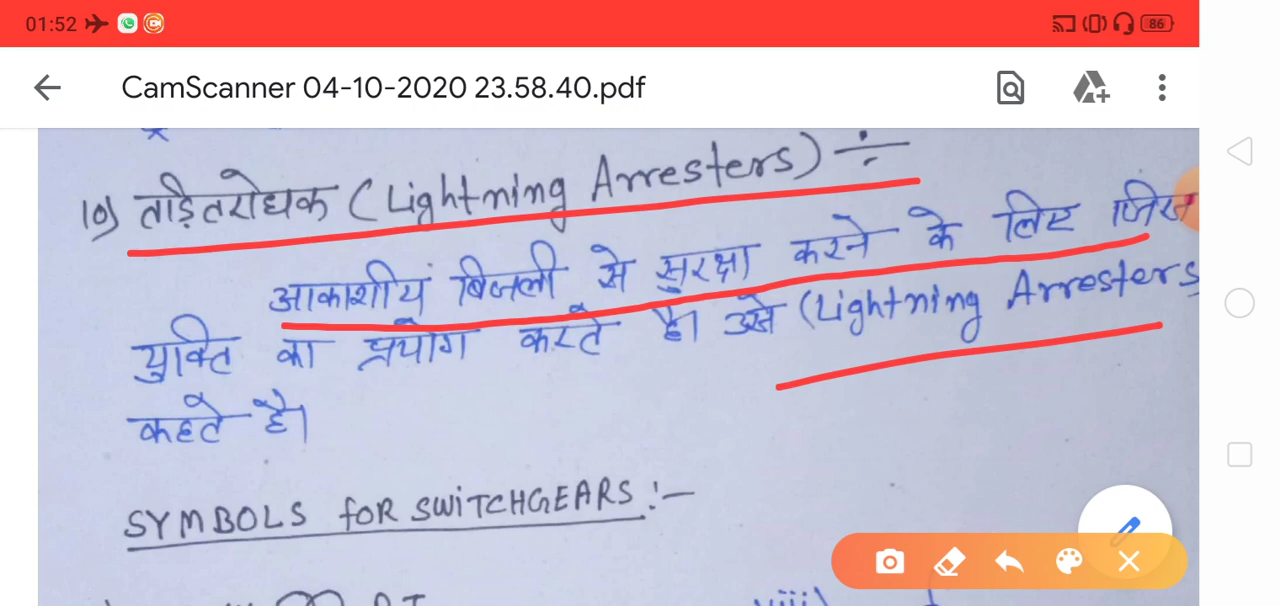 01:52
86
CamScanner 04-10-2020 23.58.40.pdf
10) तड़ितरोधक (Lightning Arresters) ÷
आकाशीय बिजली से सुरक्षा करने के लिए जिस
युक्ति का प्रयोग करते है। उसे (Lightning Arresters
कहते है।
SYMBOLS foR SWiTCHGEARS :-
viii)